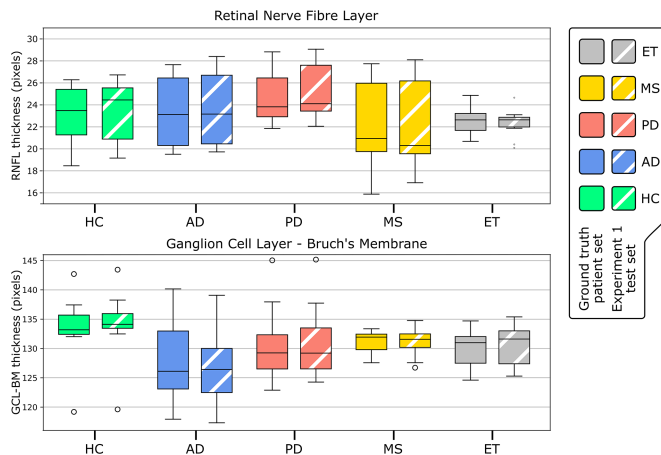 Retinal Nerve Fibre Layer
RNFL thickness (pixels)
30
28
26
24
22
20
18
16
HC AD PD MS ET
Ganglion Cell Layer - Bruch's Membrane
GCL-BM thickness (pixels)
145
140
135
130
125
120
HC AD PD MS ET
ET
MS
PD
AD
HC
Ground truth
patient set
Experiment 1
test set